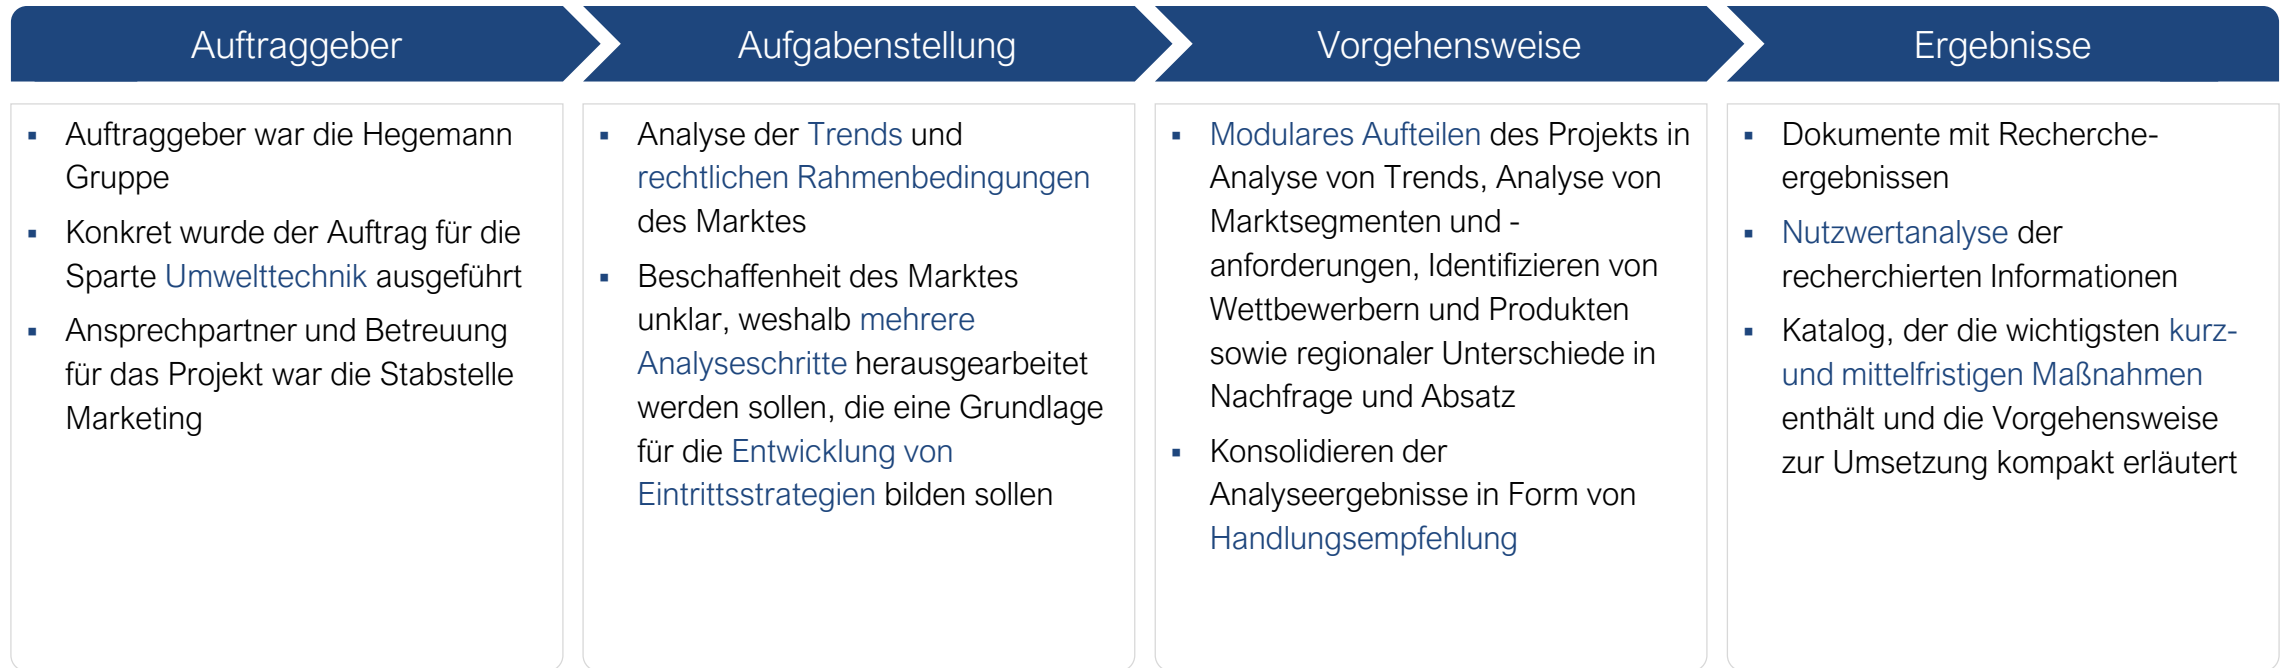 Auftraggeber
Auftraggeber war die Hegemann
Gruppe
Konkret wurde der Auftrag für die
Sparte Umwelttechnik ausgeführt
Ansprechpartner und Betreuung
für das Projekt war die Stabstelle
Marketing
Aufgabenstellung
Analyse der Trends und
rechtlichen Rahmenbedingungen
des Marktes
Beschaffenheit des Marktes
unklar, weshalb mehrere
Analyseschritte herausgearbeitet
werden sollen, die eine Grundlage
für die Entwicklung von
Eintrittsstrategien bilden sollen
Vorgehensweise
Modulares Aufteilen des Projekts in
Analyse von Trends, Analyse von
Marktsegmenten und -
anforderungen, Identifizieren von
Wettbewerbern und Produkten
sowie regionaler Unterschiede in
Nachfrage und Absatz
Konsolidieren der
Analyseergebnisse in Form von
Handlungsempfehlung
Ergebnisse
Dokumente mit Recherche-
ergebnissen
Nutzwertanalyse der
recherchierten Informationen
Katalog, der die wichtigsten kurz-
und mittelfristigen Maßnahmen
enthält und die Vorgehensweise
zur Umsetzung kompakt erläutert